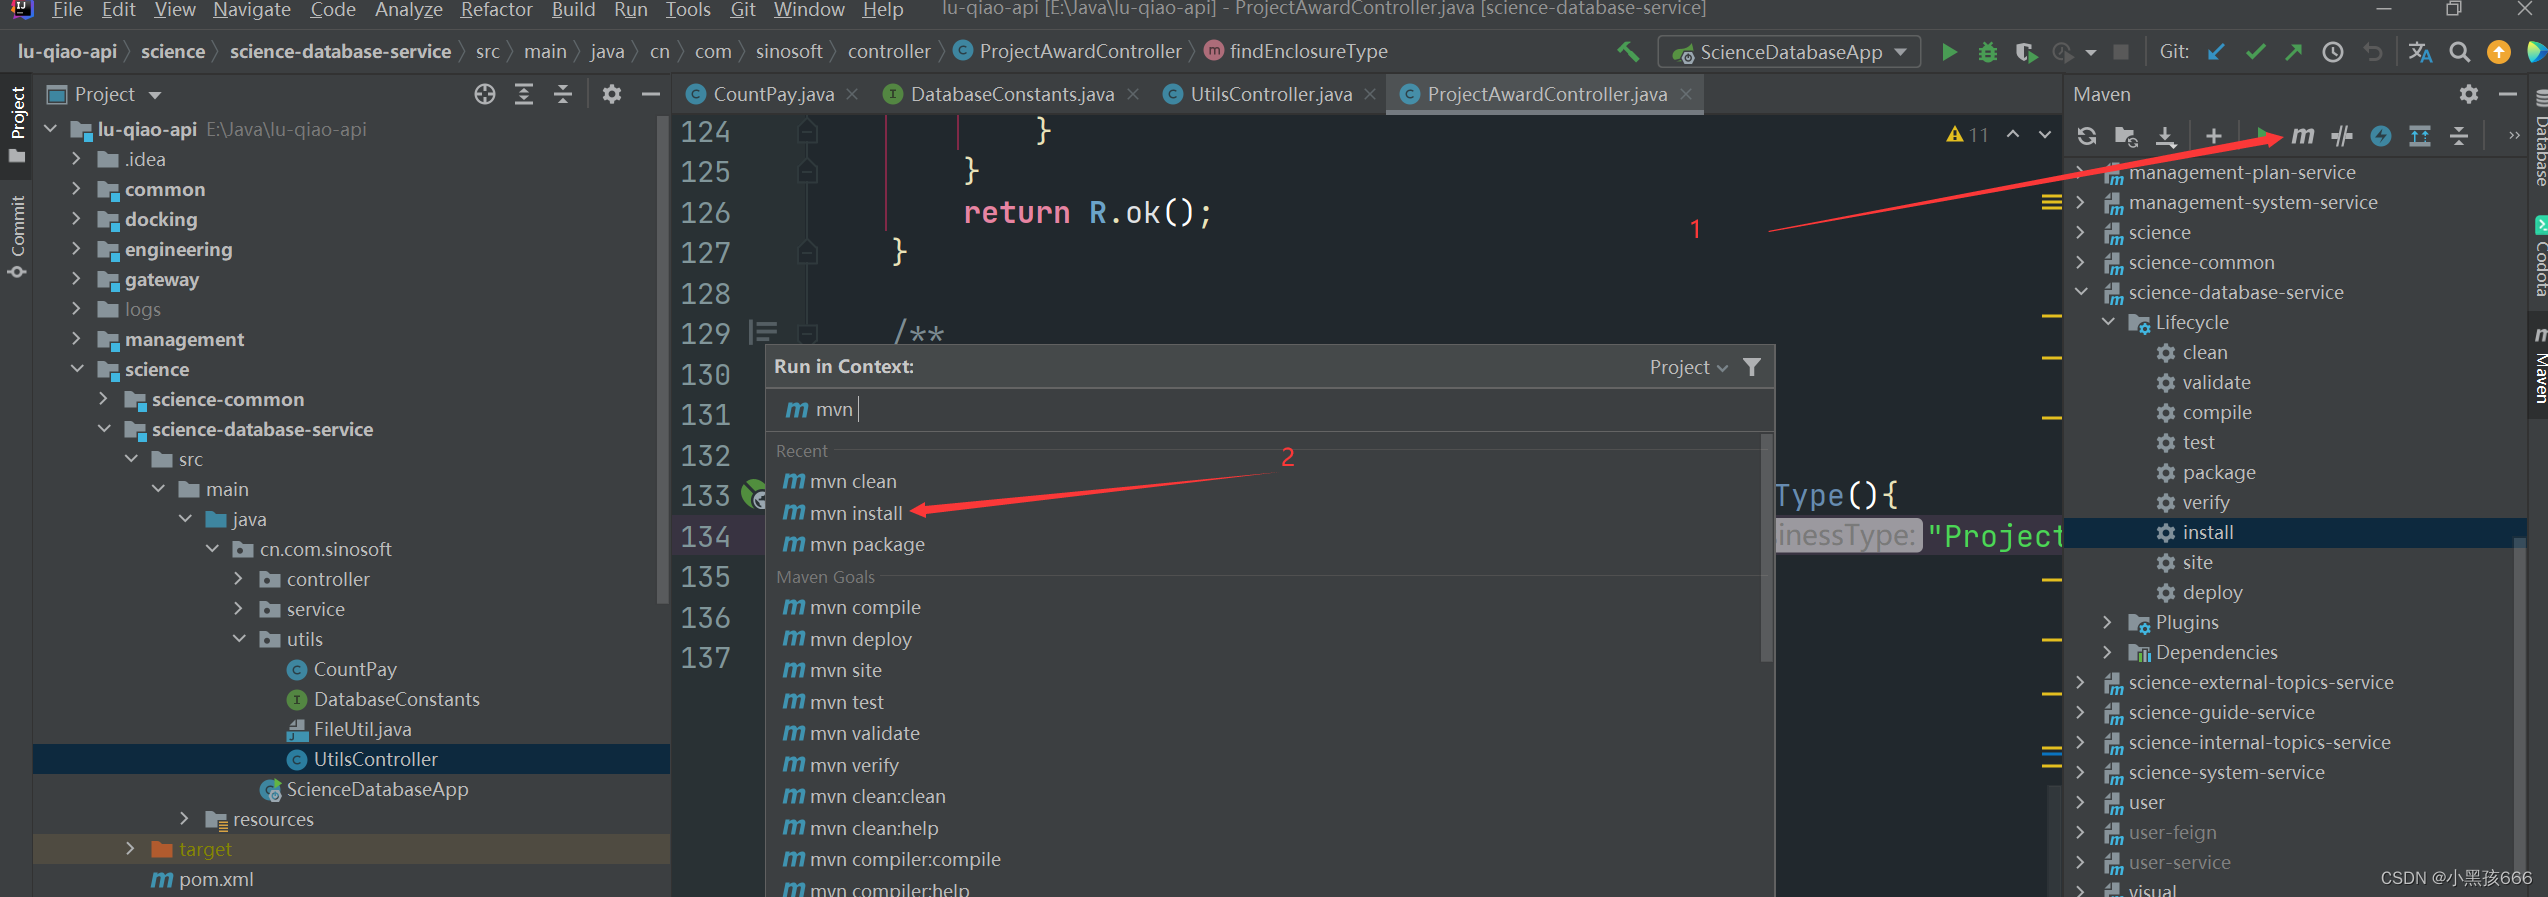 File Edit View Navigate Code Analyze Refactor Build Run Tools Git Window Help lu-qiao-api [E:\Java\lu-qiao-api] - ProjectAwardController.java [science-database-service]
lu-qiao-api science science-database-service src main java cn com sinosoft controller ProjectAwardController findEnclosureType ScienceDatabaseApp Git:
Project
Commit
Project
lu-qiao-api E:\Java\lu-qiao-api
.idea
common
docking
engineering
gateway
logs
management
science
science-common
science-database-service
src
main
java
cn.com.sinosoft
controller
service
utils
CountPay
DatabaseConstants
FileUtil.java
UtilsController
ScienceDatabaseApp
resources
target
pom.xml
CountPay.java DatabaseConstants.java UtilsController.java ProjectAwardController.java
124 }
125 }
126 return R.ok();
127 }
128
129 /**
130
131
132
133 Type(){
134 inessType: "Project
135
136
137
11
1
Run in Context: Project
mvn
Recent
2
mvn clean
mvn install
mvn package
Maven Goals
mvn compile
mvn deploy
mvn site
mvn test
mvn validate
mvn verify
mvn clean:clean
mvn clean:help
mvn compiler:compile
mvn compiler:help
Maven
management-plan-service
management-system-service
science
science-common
science-database-service
Lifecycle
clean
validate
compile
test
package
verify
install
site
deploy
Plugins
Dependencies
science-external-topics-service
science-guide-service
science-internal-topics-service
science-system-service
user
user-feign
user-service
visual
Database
Codota
Maven
CSDN @小黑孩666